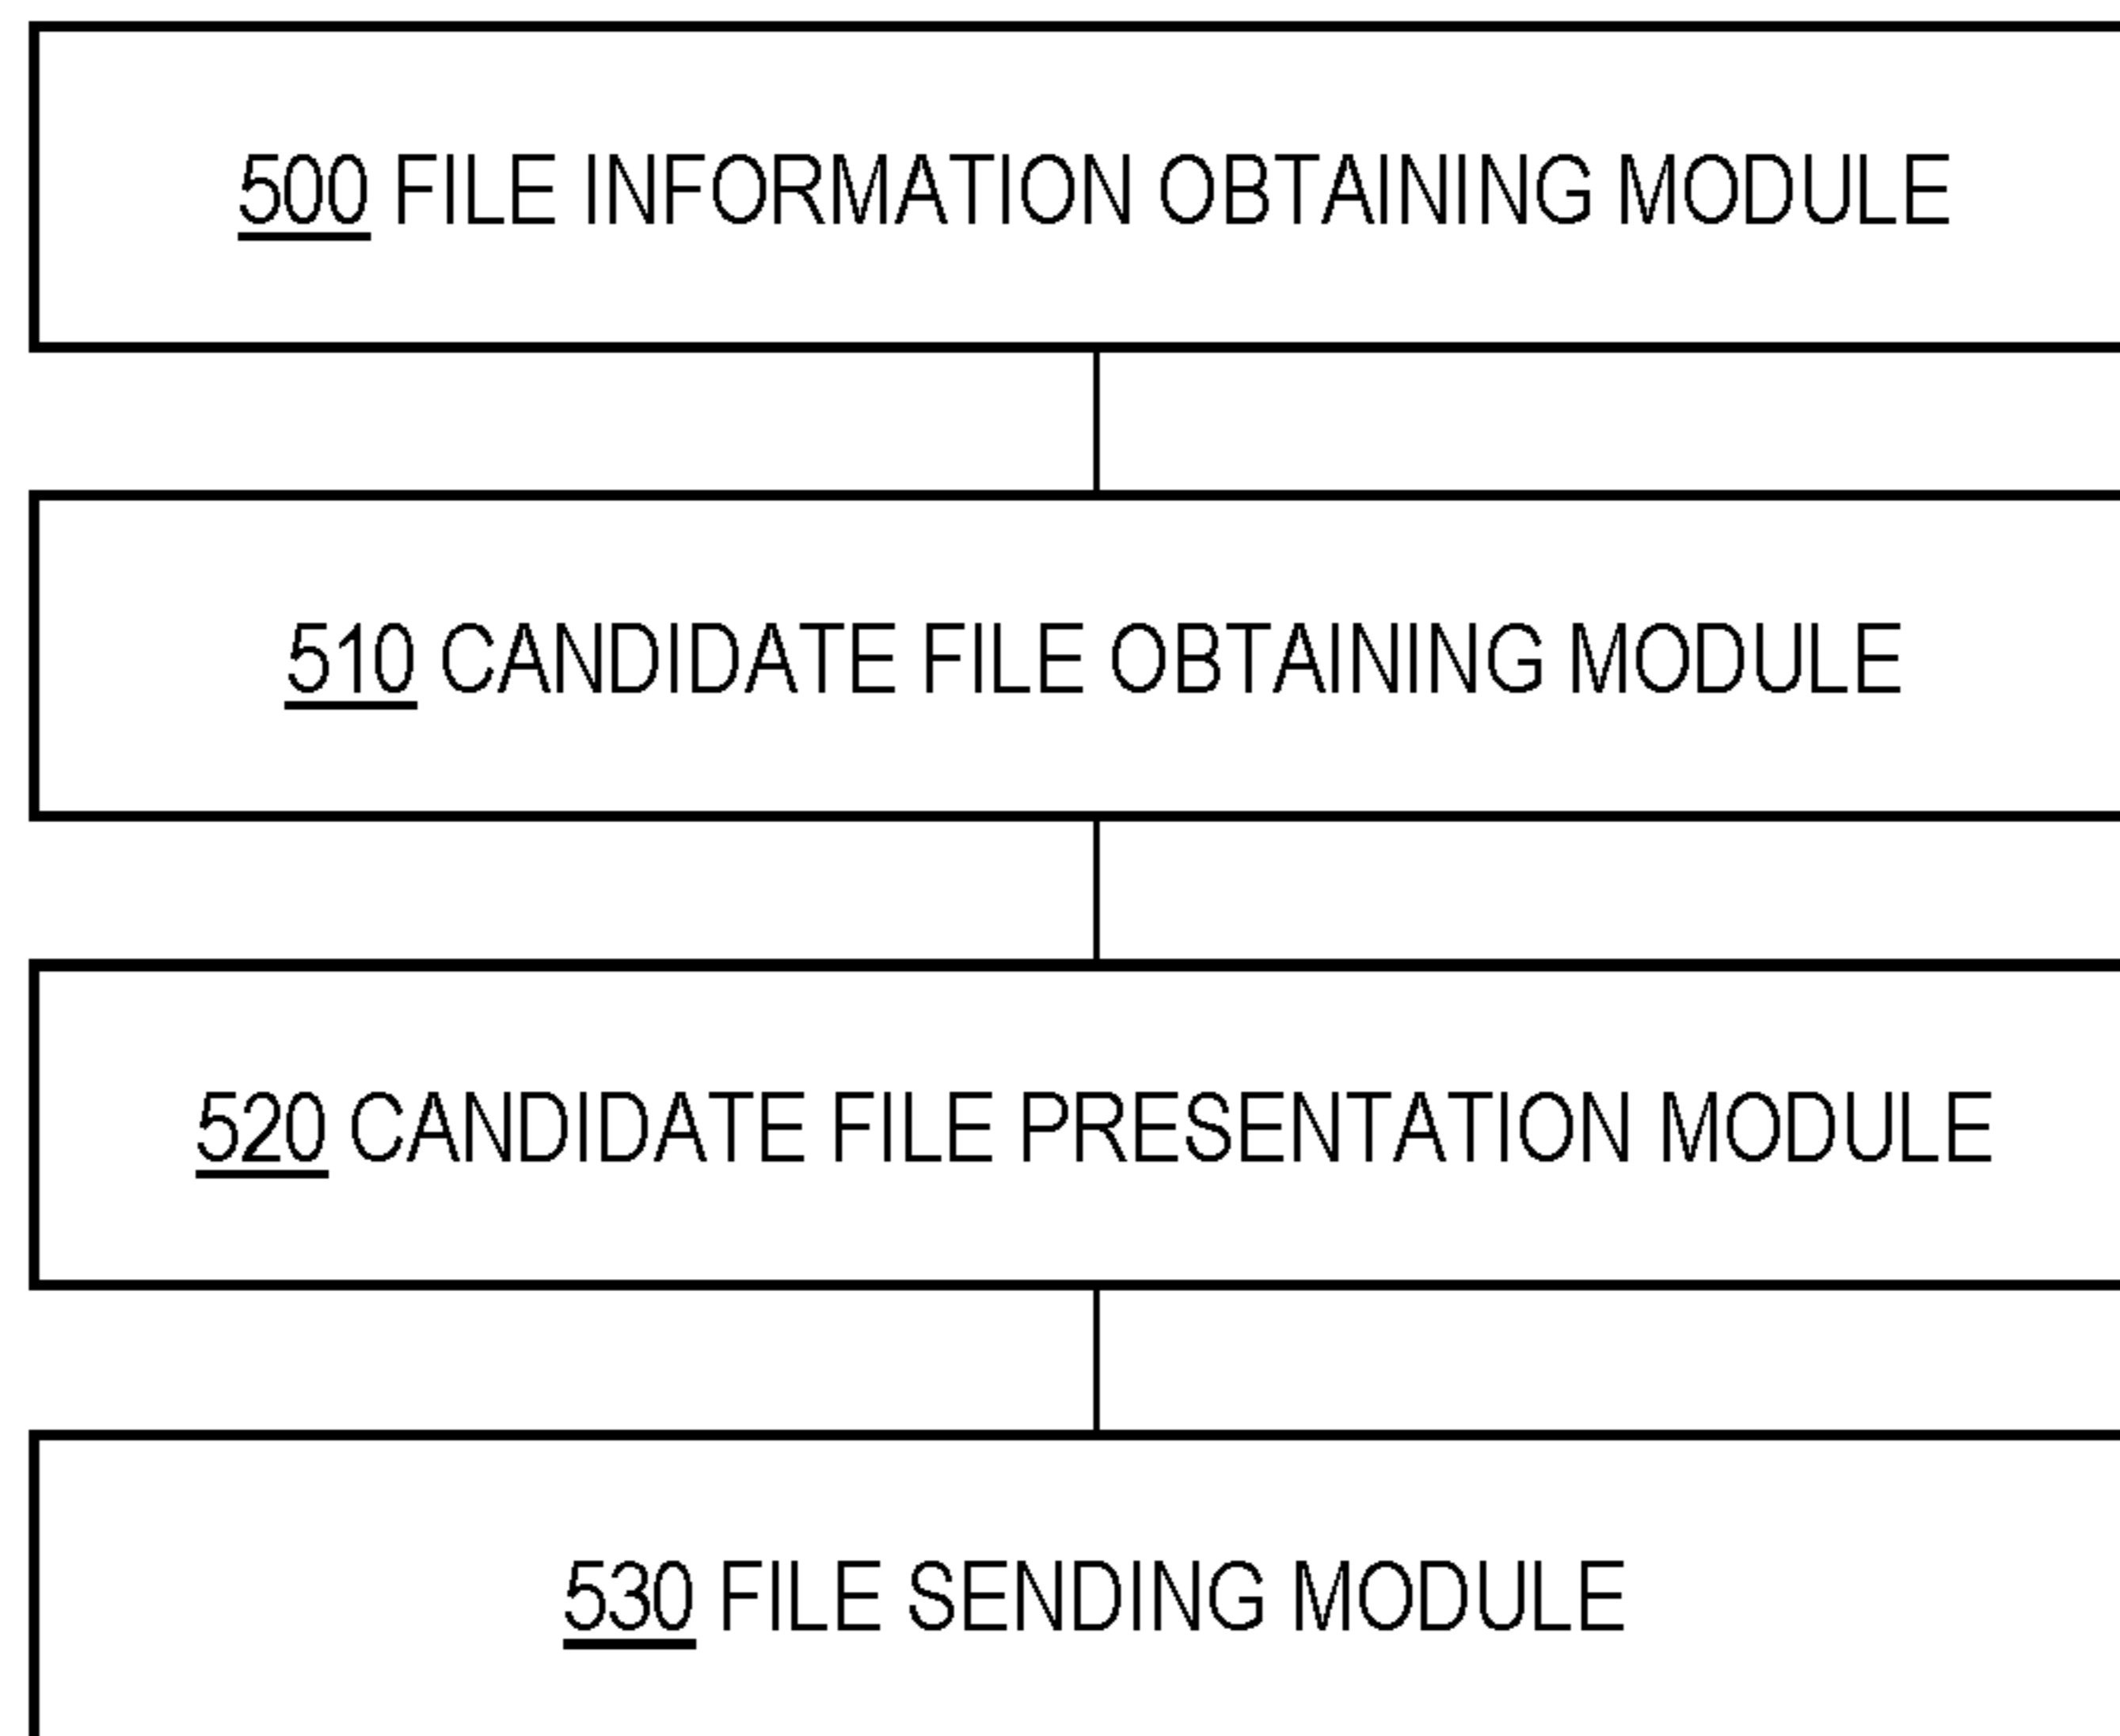 500 FILE INFORMATION OBTAINING MODULE
510 CANDIDATE FILE OBTAINING MODULE
520 CANDIDATE FILE PRESENTATION MODULE
530 FILE SENDING MODULE